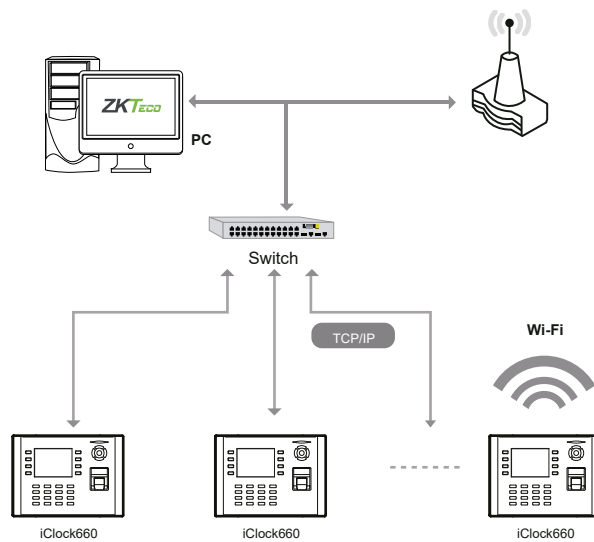 ZKTECO
PC
Switch
TCP/IP
Wi-Fi
iClock660
iClock660
iClock660